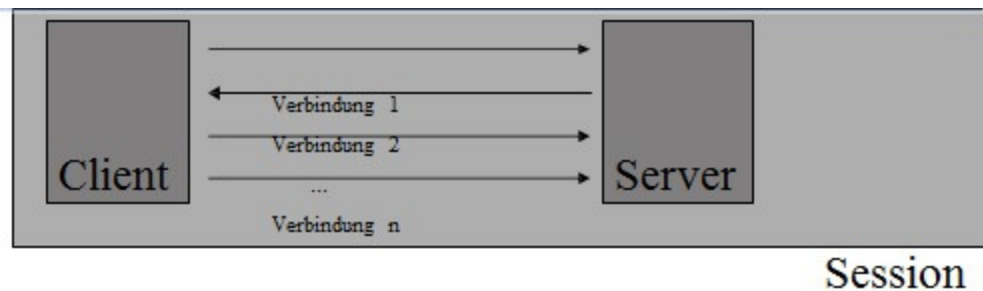 Verbindung 1
Verbindung 2
Client
Server
...
Verbindung n
Session